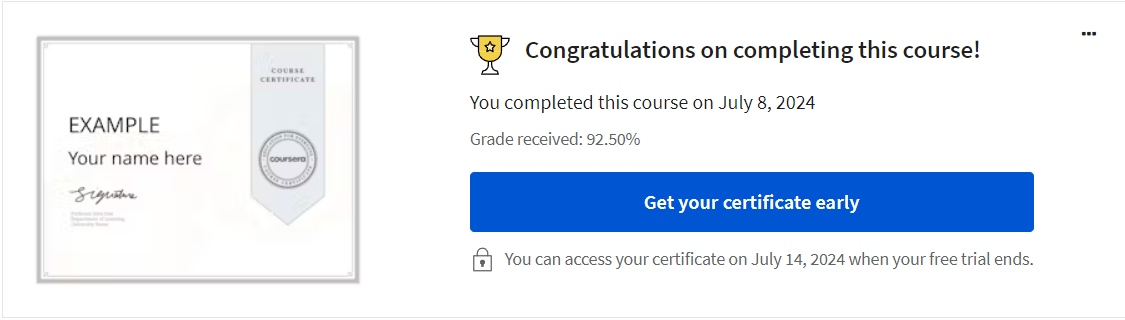 COURSE
CERTIFICATE
EXAMPLE
Your name here
Signature
coursera
Congratulations on completing this course!
You completed this course on July 8, 2024
Grade received: 92.50%
Get your certificate early
You can access your certificate on July 14, 2024 when your free trial ends.